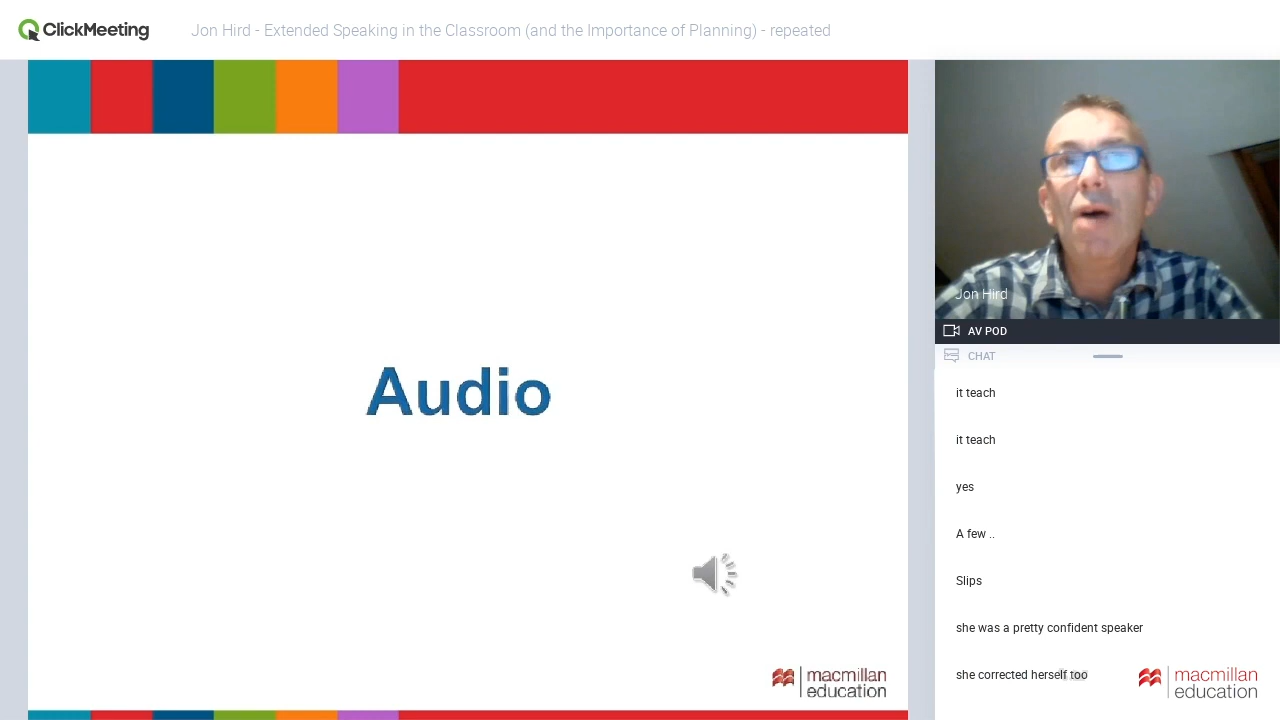 ClickMeeting
Jon Hird - Extended Speaking in the Classroom (and the Importance of Planning) - repeated
Audio
macmillan
education
Jon Hird
AV POD
CHAT
it teach
it teach
yes
A few ..
Slips
she was a pretty confident speaker
she corrected herself too
macmillan
education